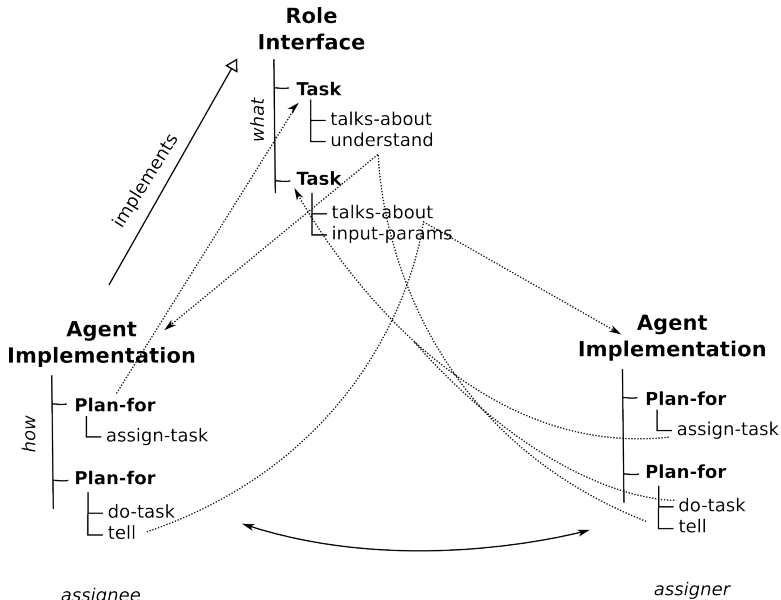 Role
Interface
what
Task
talks-about
understand
Task
talks-about
input-params
implements
Agent
Implementation
how
Plan-for
assign-task
Plan-for
do-task
tell
assignee
Agent
Implementation
Plan-for
assign-task
Plan-for
do-task
tell
assigner